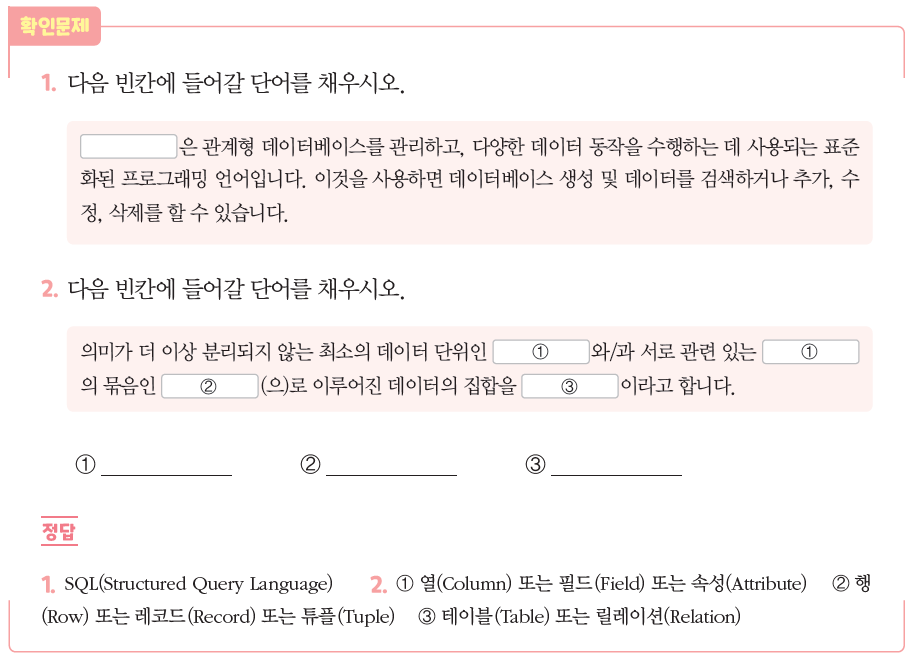 확인문제
1. 다음 빈칸에 들어갈 단어를 채우시오.
은 관계형 데이터베이스를 관리하고, 다양한 데이터 동작을 수행하는 데 사용되는 표준
화된 프로그래밍 언어입니다. 이것을 사용하면 데이터베이스 생성 및 데이터를 검색하거나 추가, 수
정, 삭제를 할 수 있습니다.
2. 다음 빈칸에 들어갈 단어를 채우시오.
의미가 더 이상 분리되지 않는 최소의 데이터 단위인 ① 와/과 서로 관련 있는 ①
의 묶음인 ② (으)로 이루어진 데이터의 집합을 ③ 이라고 합니다.
① ② ③
정답
1. SQL(Structured Query Language) 2. ① 열(Column) 또는 필드(Field) 또는 속성(Attribute) ② 행
(Row) 또는 레코드(Record) 또는 튜플(Tuple) ③ 테이블(Table) 또는 릴레이션(Relation)